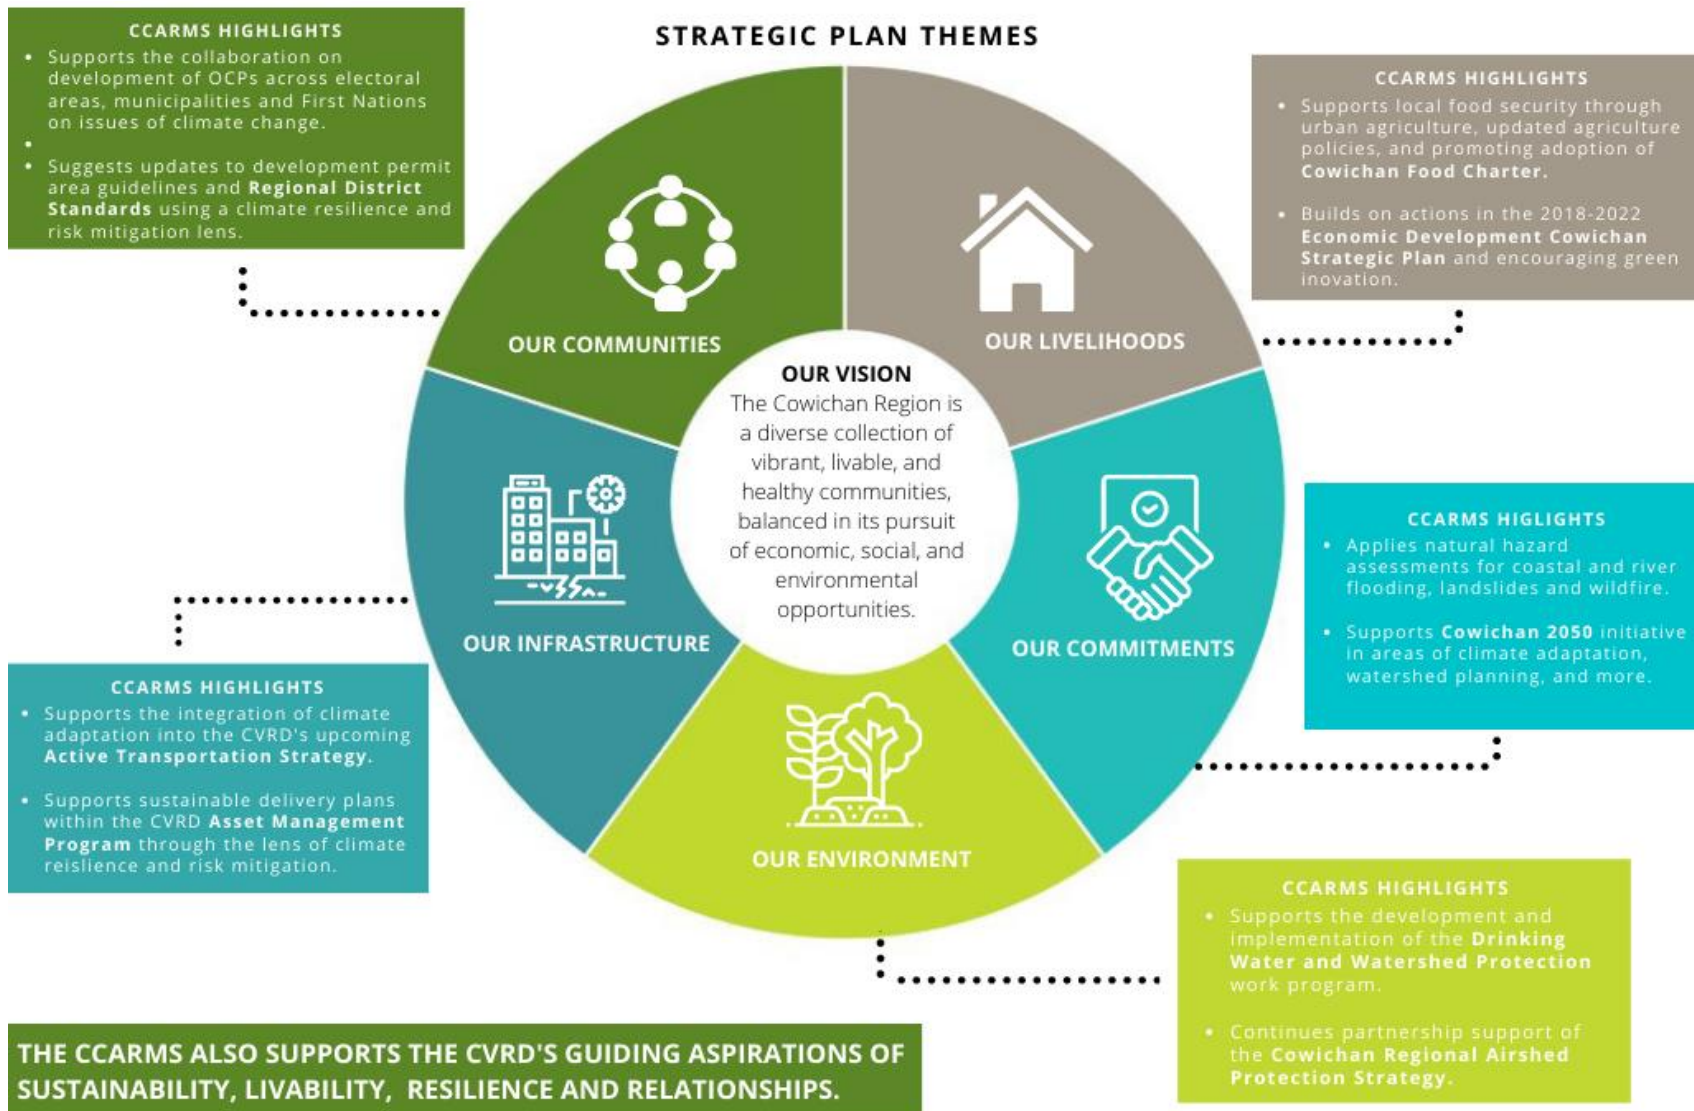 STRATEGIC PLAN THEMES
CCARMS HIGHLIGHTS
• Supports the collaboration on
development of OCPs across electoral
areas, municipalities and First Nations
on issues of climate change.
•
• Suggests updates to development permit
area guidelines and Regional District
Standards using a climate resilience and
risk mitigation lens.
CCARMS HIGHLIGHTS
• Supports local food security through
urban agriculture, updated agriculture
policies, and promoting adoption of
Cowichan Food Charter.
• Builds on actions in the 2018-2022
Economic Development Cowichan
Strategic Plan and encouraging green
inovation.
OUR COMMUNITIES
OUR LIVELIHOODS
OUR VISION
The Cowichan Region is
a diverse collection of
vibrant, livable, and
healthy communities,
balanced in its pursuit
of economic, social, and
environmental
opportunities.
OUR INFRASTRUCTURE
OUR COMMITMENTS
OUR ENVIRONMENT
CCARMS HIGLIGHTS
• Applies natural hazard
assessments for coastal and river
flooding, landslides and wildfire.
• Supports Cowichan 2050 initiative
in areas of climate adaptation,
watershed planning, and more.
CCARMS HIGHLIGHTS
• Supports the integration of climate
adaptation into the CVRD's upcoming
Active Transportation Strategy.
• Supports sustainable delivery plans
within the CVRD Asset Management
Program through the lens of climate
reislience and risk mitigation.
CCARMS HIGHLIGHTS
• Supports the development and
implementation of the Drinking
Water and Watershed Protection
work program.
• Continues partnership support of
the Cowichan Regional Airshed
Protection Strategy.
THE CCARMS ALSO SUPPORTS THE CVRD'S GUIDING ASPIRATIONS OF
SUSTAINABILITY, LIVABILITY, RESILIENCE AND RELATIONSHIPS.